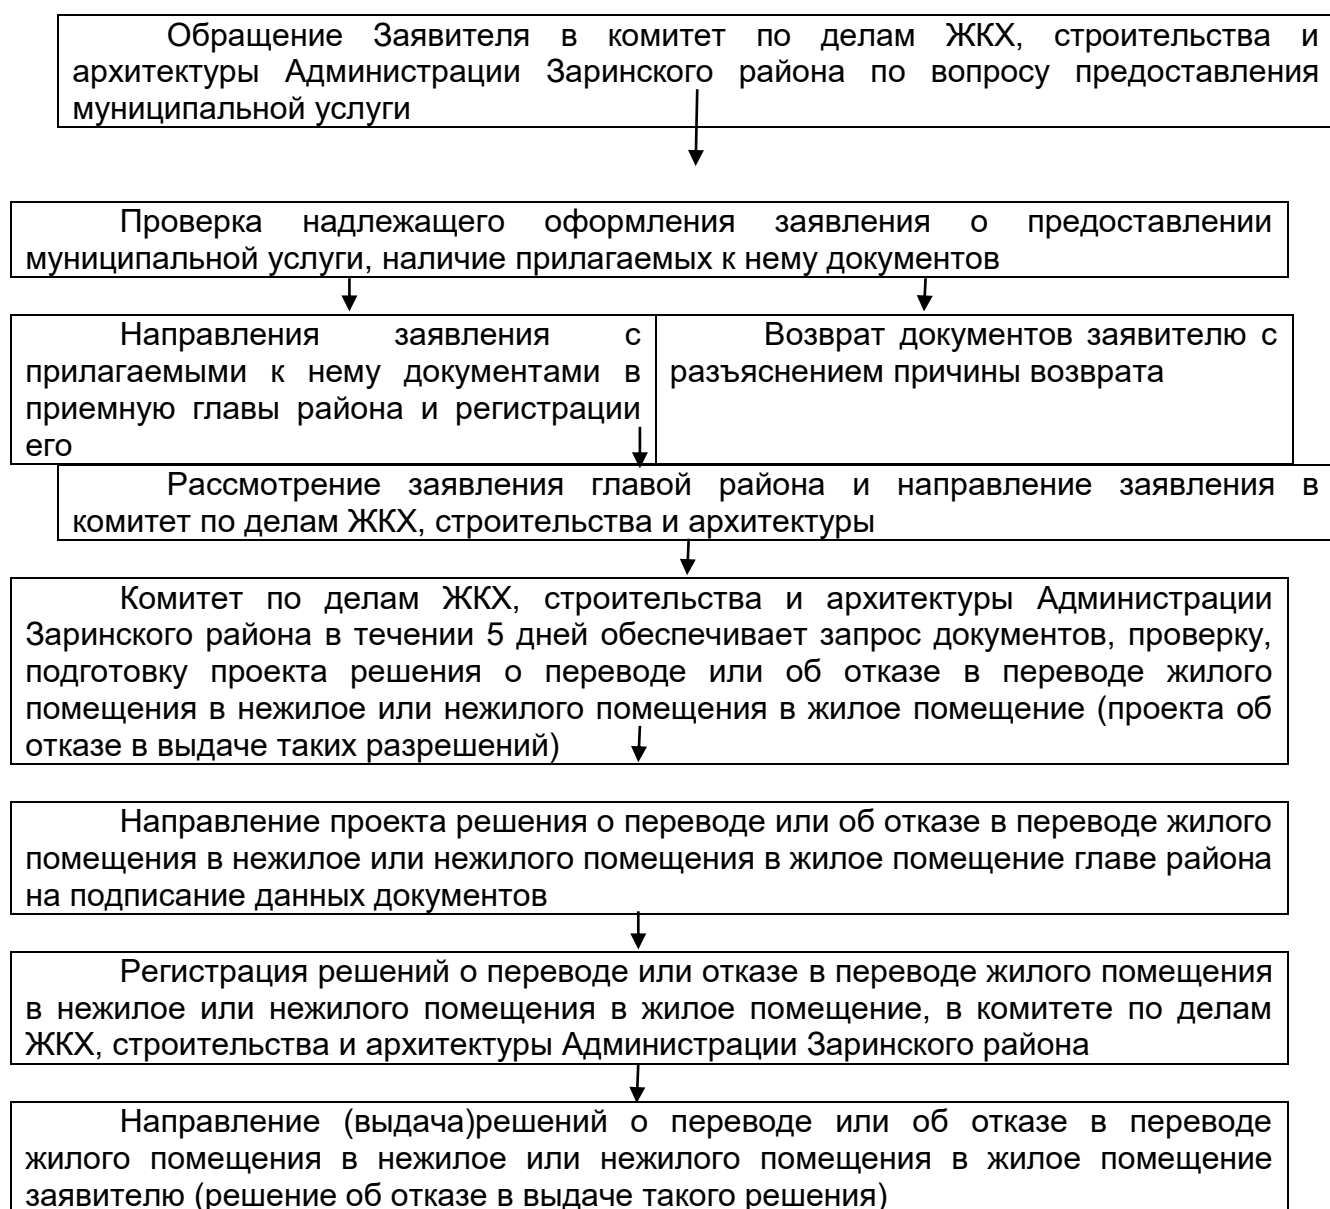 Обращение Заявителя в комитет по делам ЖКХ, строительства и
архитектуры Администрации Заринского района по вопросу предоставления
муниципальной услуги
Проверка надлежащего оформления заявления о предоставлении
муниципальной услуги, наличие прилагаемых к нему документов
Направления заявления с
прилагаемыми к нему документами в
приемную главы района и регистрации
его
Возврат документов заявителю с
разъяснением причины возврата
Рассмотрение заявления главой района и направление заявления в
комитет по делам ЖКХ, строительства и архитектуры
Комитет по делам ЖКХ, строительства и архитектуры Администрации
Заринского района в течении 5 дней обеспечивает запрос документов, проверку,
подготовку проекта решения о переводе или об отказе в переводе жилого
помещения в нежилое или нежилого помещения в жилое помещение (проекта об
отказе в выдаче таких разрешений)
Направление проекта решения о переводе или об отказе в переводе жилого
помещения в нежилое или нежилого помещения в жилое помещение главе района
на подписание данных документов
Регистрация решений о переводе или отказе в переводе жилого помещения
в нежилое или нежилого помещения в жилое помещение, в комитете по делам
ЖКХ, строительства и архитектуры Администрации Заринского района
Направление (выдача)решений о переводе или об отказе в переводе
жилого помещения в нежилое или нежилого помещения в жилое помещение
заявителю (решение об отказе в выдаче такого решения)